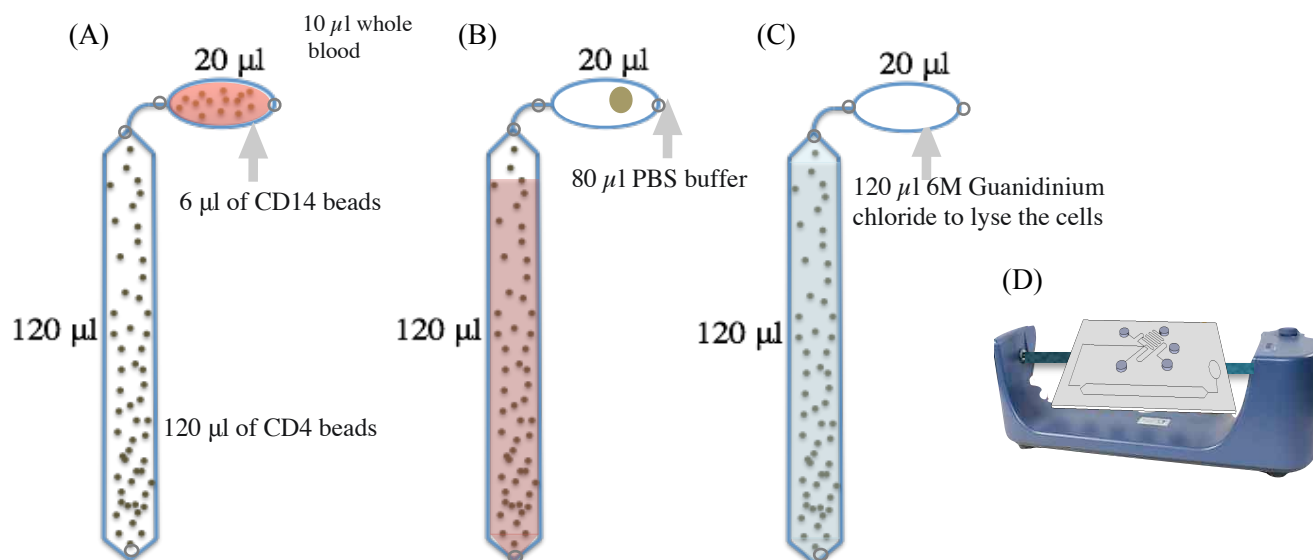 (A)
10 µl whole
blood
20 µl
6 µl of CD14 beads
120 µl
120 µl of CD4 beads
(B)
20 µl
80 µl PBS buffer
120 µl
(C)
20 µl
120 µl 6M Guanidinium
chloride to lyse the cells
120 µl
(D)